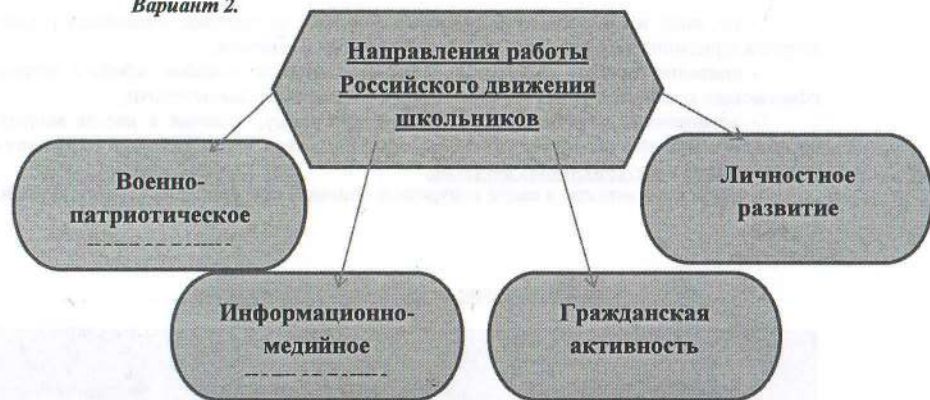 Вариант 2.
Направления работы
Российского движения
школьников
Военно-
патриотическое
Личностное
развитие
Информационно-
медийное
Гражданская
активность